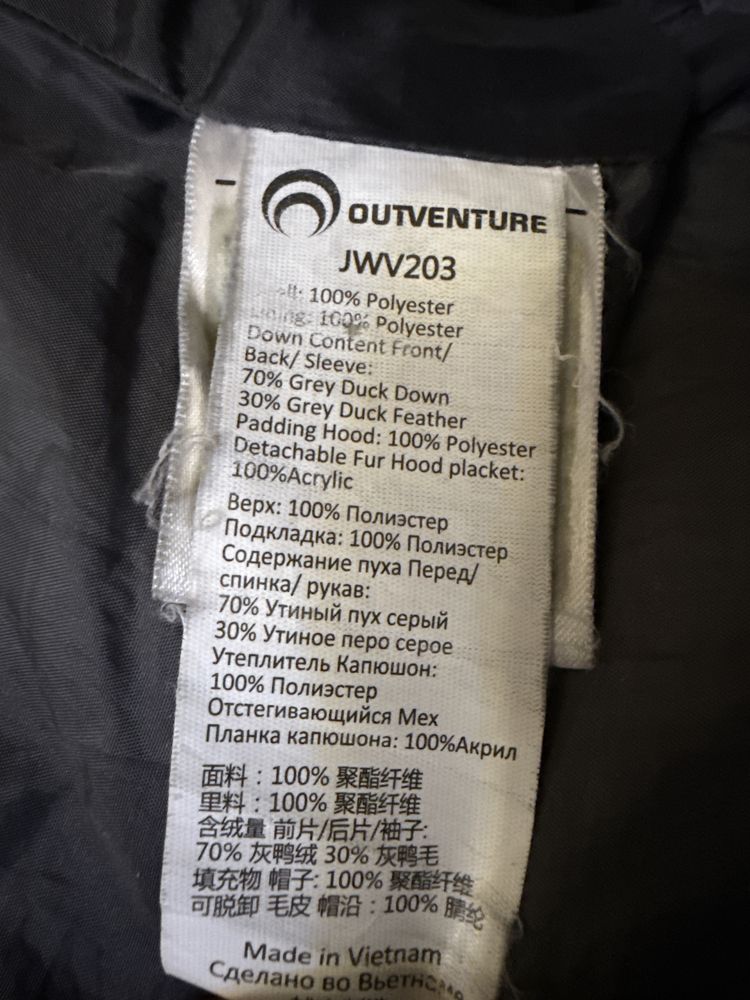 OUTVENTURE
JWV203
100% Polyester
100% Polyester
Down Content Front/
Back/ Sleeve:
70% Grey Duck Down
30% Grey Duck Feather
Padding Hood: 100% Polyester
Detachable Fur Hood placket:
100%Acrylic
Верх: 100% Полиэстер
Подкладка: 100% Полиэстер
Содержание пуха Перед/
спинка/ рукав:
70% Утиный пух серый
30% Утиное перо серое
Утеплитель Капюшон:
100% Полиэстер
Отстегивающийся Мех
Планка капюшона: 100%Акрил
面料：100% 聚酯纤维
里料：100% 聚酯纤维
含绒量 前片/后片/袖子:
70% 灰鸭绒 30% 灰鸭毛
填充物 帽子: 100% 聚酯纤维
可脱卸 毛皮 帽沿：100% 腈纶
Made in Vietnam
Сделано во